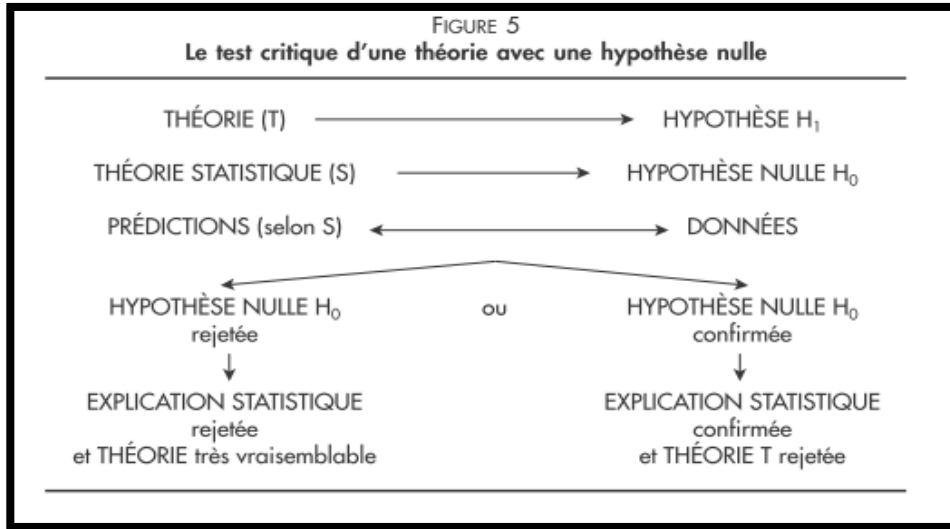 FIGURE 5
Le test critique d'une théorie avec une hypothèse nulle
THÉORIE (T) HYPOTHÈSE H₁
THÉORIE STATISTIQUE (S) HYPOTHÈSE NULLE H₀
PRÉDICTIONS (selon S) DONNÉES
HYPOTHÈSE NULLE H₀ ou HYPOTHÈSE NULLE H₀
rejetée confirmée
EXPLICATION STATISTIQUE EXPLICATION STATISTIQUE
rejetée confirmée
et THÉORIE très vraisemblable et THÉORIE T rejetée